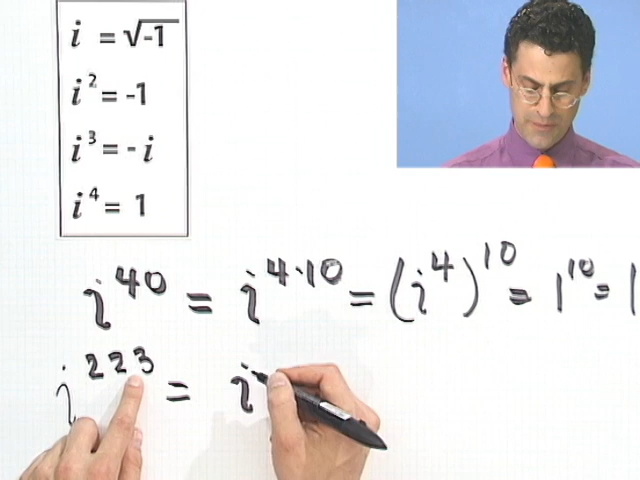 i = √-1
i² = -1
i³ = - i
i⁴ = 1
i⁴⁰ = i⁴·¹⁰ = (i⁴)¹⁰ = 1¹⁰ = 1
i²²³ = i